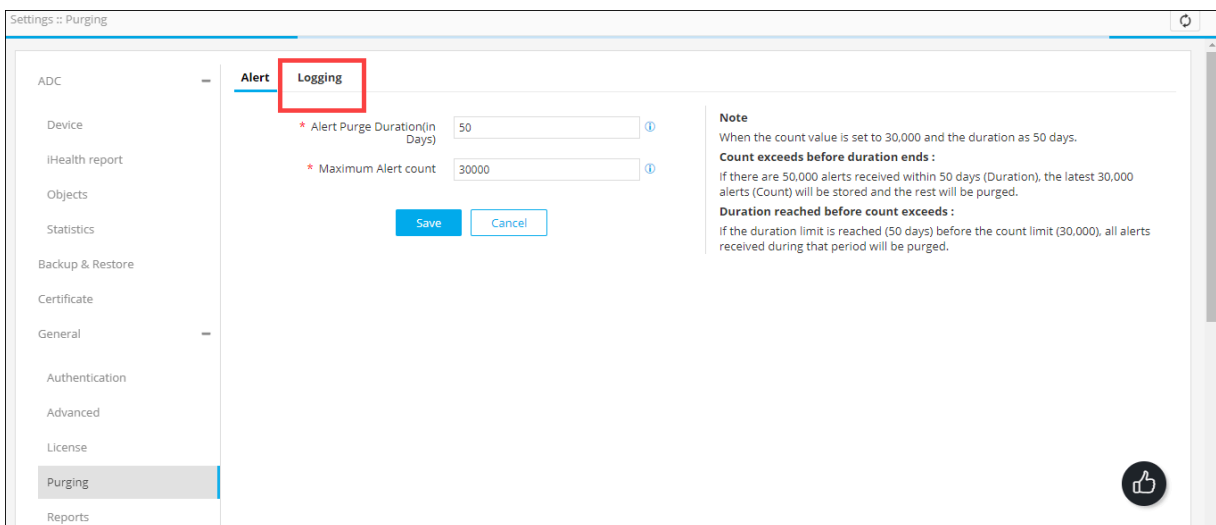 Settings :: Purging
ADC
Device
iHealth report
Objects
Statistics
Backup & Restore
Certificate
General
Authentication
Advanced
License
Purging
Reports
Alert
Logging
* Alert Purge Duration(in
Days)
50
* Maximum Alert count
30000
Save
Cancel
Note
When the count value is set to 30,000 and the duration as 50 days.
Count exceeds before duration ends :
If there are 50,000 alerts received within 50 days (Duration), the latest 30,000
alerts (Count) will be stored and the rest will be purged.
Duration reached before count exceeds :
If the duration limit is reached (50 days) before the count limit (30,000), all alerts
received during that period will be purged.